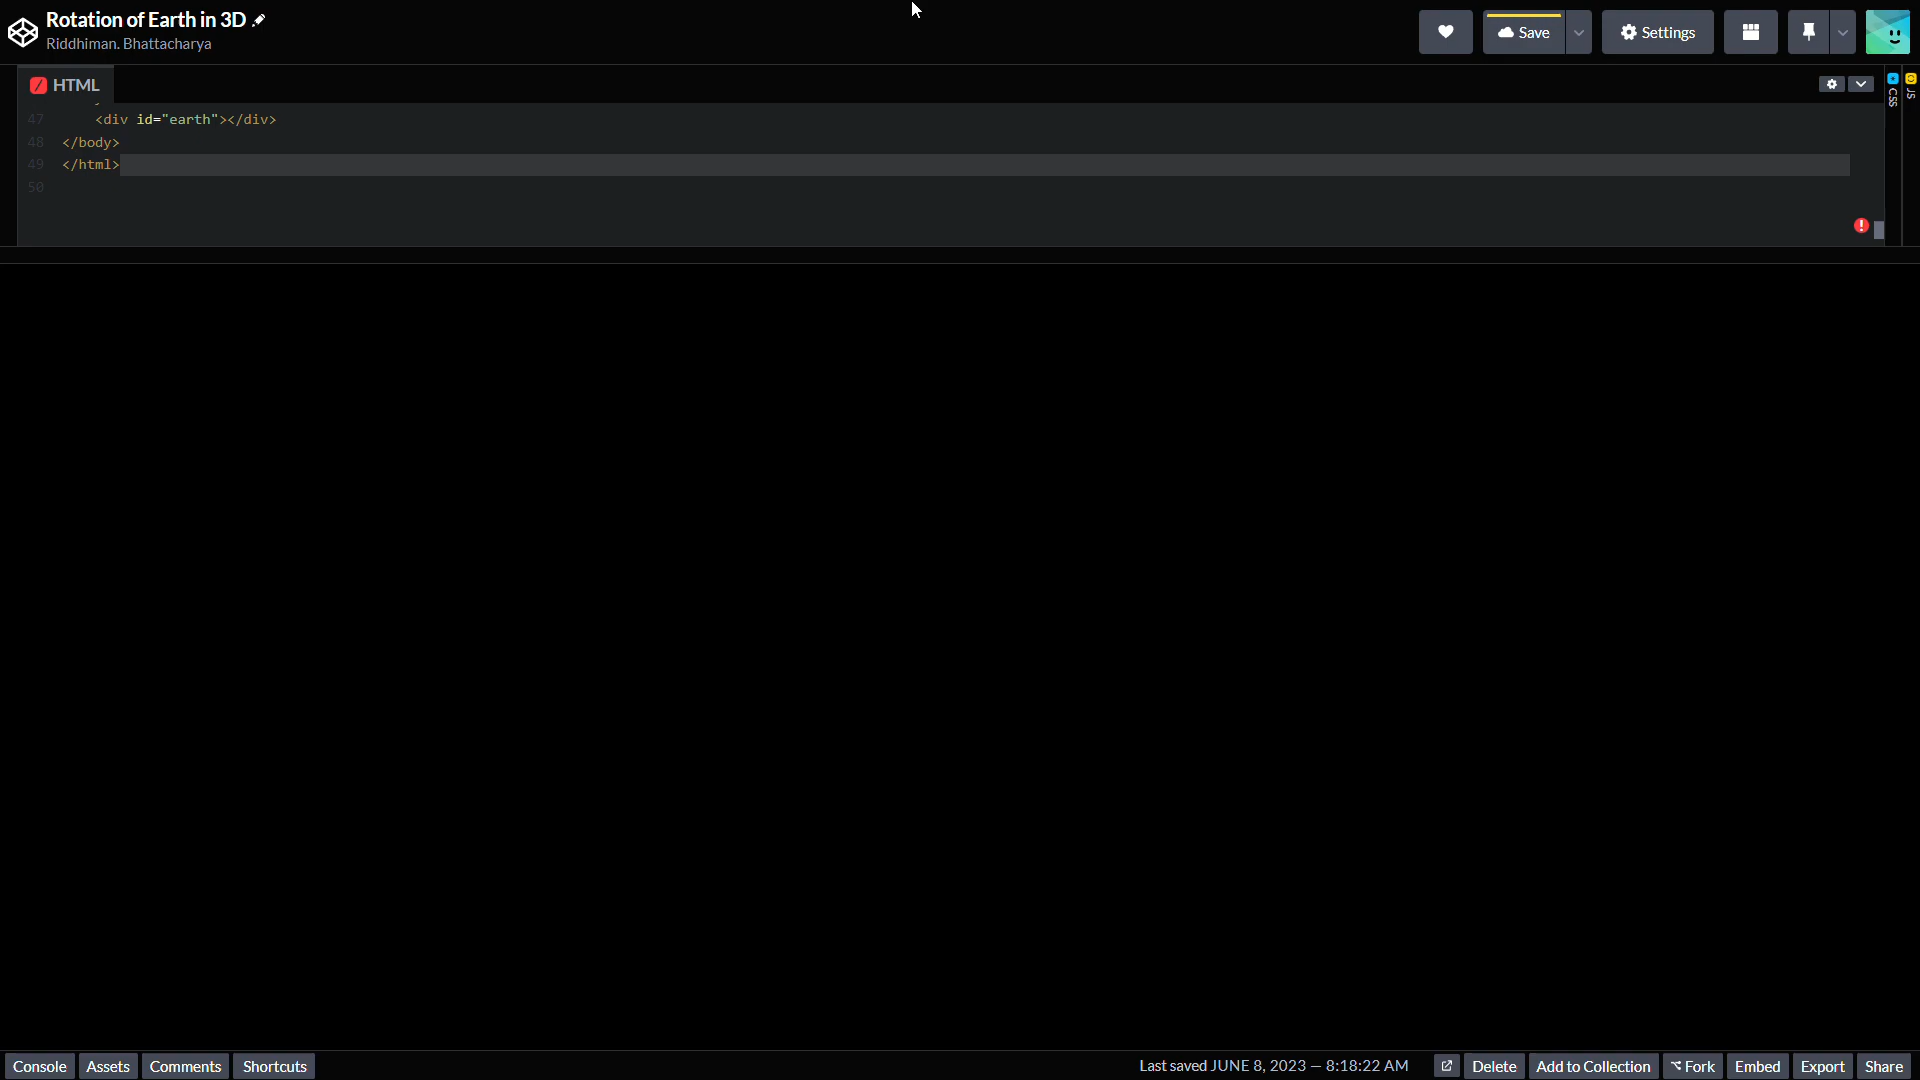 Rotation of Earth in 3D
Riddhiman. Bhattacharya
Save
Settings
HTML
CSS
JS
47 <div id="earth"></div>
48 </body>
49 </html>
50
Console Assets Comments Shortcuts
Last saved JUNE 8, 2023 — 8:18:22 AM
Delete Add to Collection Fork Embed Export Share